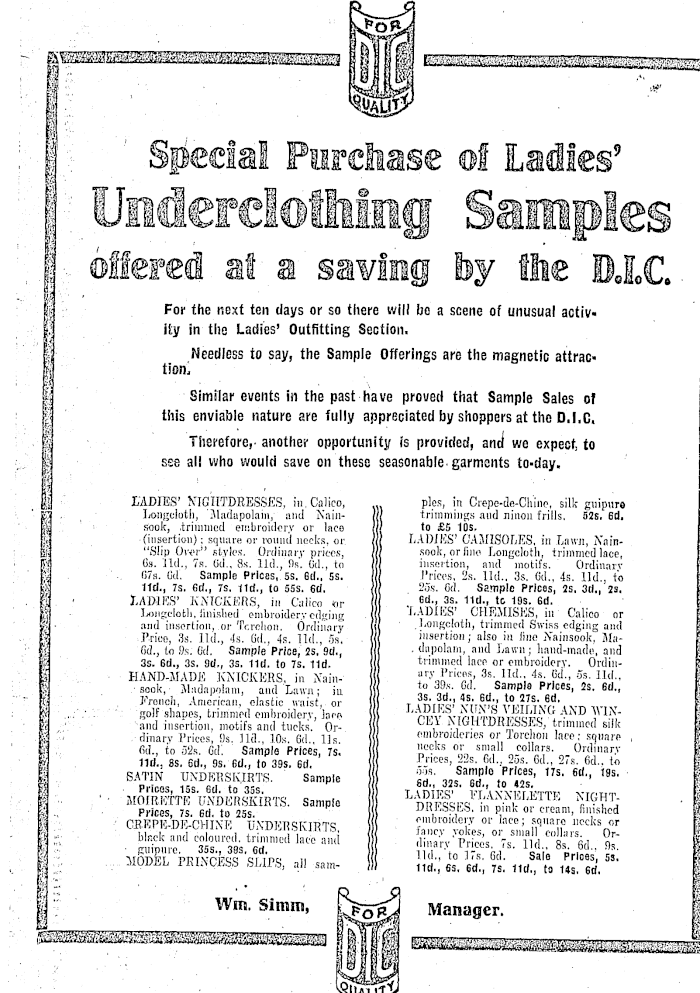 FOR
DIC
QUALITY
Special Purchase of Ladies'
Underclothing Samples
offered at a saving by the D.I.C.
For the next ten days or so there will be a scene of unusual activ-
ity in the Ladies' Outfitting Section.
Needless to say, the Sample Offerings are the magnetic attrac-
tion.
Similar events in the past have proved that Sample Sales of
this enviable nature are fully appreciated by shoppers at the D.I.C.
Therefore, another opportunity is provided, and we expect, to
see all who would save on these seasonable garments to-day.
LADIES' NIGHTDRESSES, in Calico,
Longcloth, Madapolam, and Nain-
sook, trimmed embroidery or lace
(insertion); square or round necks, or
"Slip Over" styles. Ordinary prices,
6s. 11d., 7s. 6d., 8s. 11d., 9s. 6d., to
67s. 6d. Sample Prices, 5s. 6d., 5s.
11d., 7s. 6d., 7s. 11d., to 55s. 6d.
LADIES' KNICKERS, in Calico or
Longcloth, finished embroidery edging
and insertion, or Torchon. Ordinary
Price, 3s. 11d., 4s. 6d., 4s. 11d., 5s.
6d., to 9s. 6d. Sample Price, 2s. 9d.,
3s. 6d., 3s. 9d., 3s. 11d. to 7s. 11d.
HAND-MADE KNICKERS, in Nain-
sook, Madapolam, and Lawn; in
French, American, elastic waist, or
golf shapes, trimmed embroidery, lace
and insertion, motifs and tucks. Or-
dinary Prices, 9s. 11d., 10s. 6d., 11s.
6d., to 52s. 6d. Sample Prices, 7s.
11d., 8s. 6d., 9s. 6d., to 39s. 6d.
SATIN UNDERSKIRTS. Sample
Prices, 15s. 6d. to 35s.
MOIRETTE UNDERSKIRTS. Sample
Prices, 7s. 6d. to 25s.
CREPE-DE-CHINE UNDERSKIRTS,
black and coloured, trimmed lace and
guipure. 35s., 39s. 6d.
MODEL PRINCESS SLIPS, all sam-
ples, in Crepe-de-Chine, silk guipure
trimmings and ninon frills. 52s. 6d.
to £5 10s.
LADIES' CAMISOLES, in Lawn, Nain-
sook, or fine Longcloth, trimmed lace,
insertion, and motifs. Ordinary
Prices, 2s. 11d., 3s. 6d., 4s. 11d., to
25s. 6d. Sample Prices, 2s. 3d., 2s.
6d., 3s. 11d., to 19s. 6d.
LADIES' CHEMISES, in Calico or
Longcloth, trimmed Swiss edging and
insertion; also in fine Nainsook, Ma-
dapolam, and Lawn; hand-made, and
trimmed lace or embroidery. Ordin-
ary Prices, 3s. 11d., 4s. 6d., 5s. 11d.,
to 39s. 6d. Sample Prices, 2s. 6d.,
3s. 3d., 4s. 6d., to 27s. 6d.
LADIES' NUN'S VEILING AND WIN-
CEY NIGHTDRESSES, trimmed silk
embroideries or Torchon lace; square
necks or small collars. Ordinary
Prices, 22s. 6d., 25s. 6d., 27s. 6d., to
55s. Sample Prices, 17s. 6d., 19s.
6d., 32s. 6d., to 42s.
LADIES' FLANNELETTE NIGHT-
DRESSES, in pink or cream, finished
embroidery or lace; square necks or
fancy yokes, or small collars. Or-
dinary Prices, 7s. 11d., 8s. 6d., 9s.
11d., to 17s. 6d. Sale Prices, 5s.
11d., 6s. 6d., 7s. 11d., to 14s. 6d.
Wm. Simm, Manager.
FOR
DIC
QUALITY